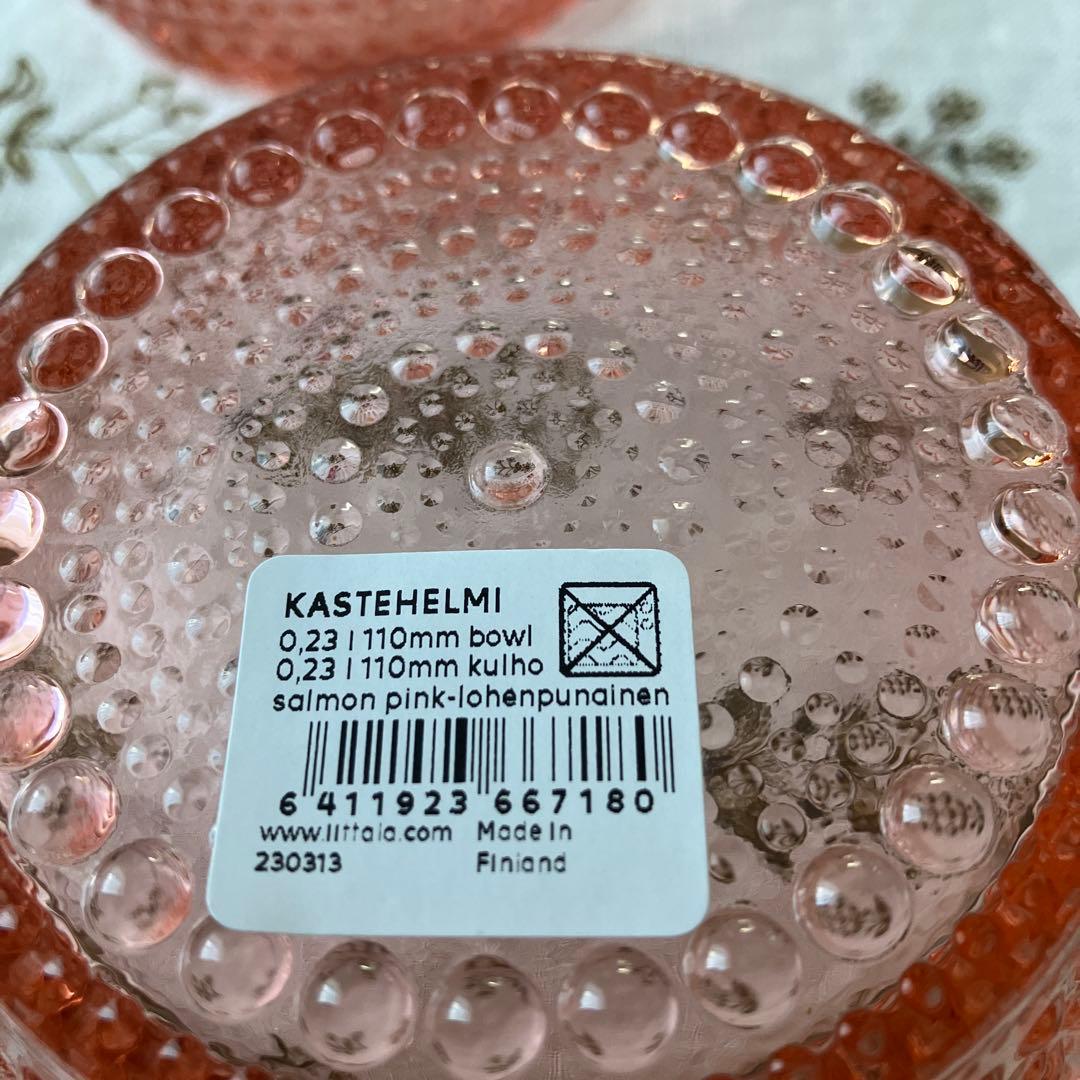 KASTEHELMI
0,23 l 110mm bowl
0,23 l 110mm kulho
salmon pink-lohenpunainen
6 411923 667180
www.iittala.com Made in
230313 Finland